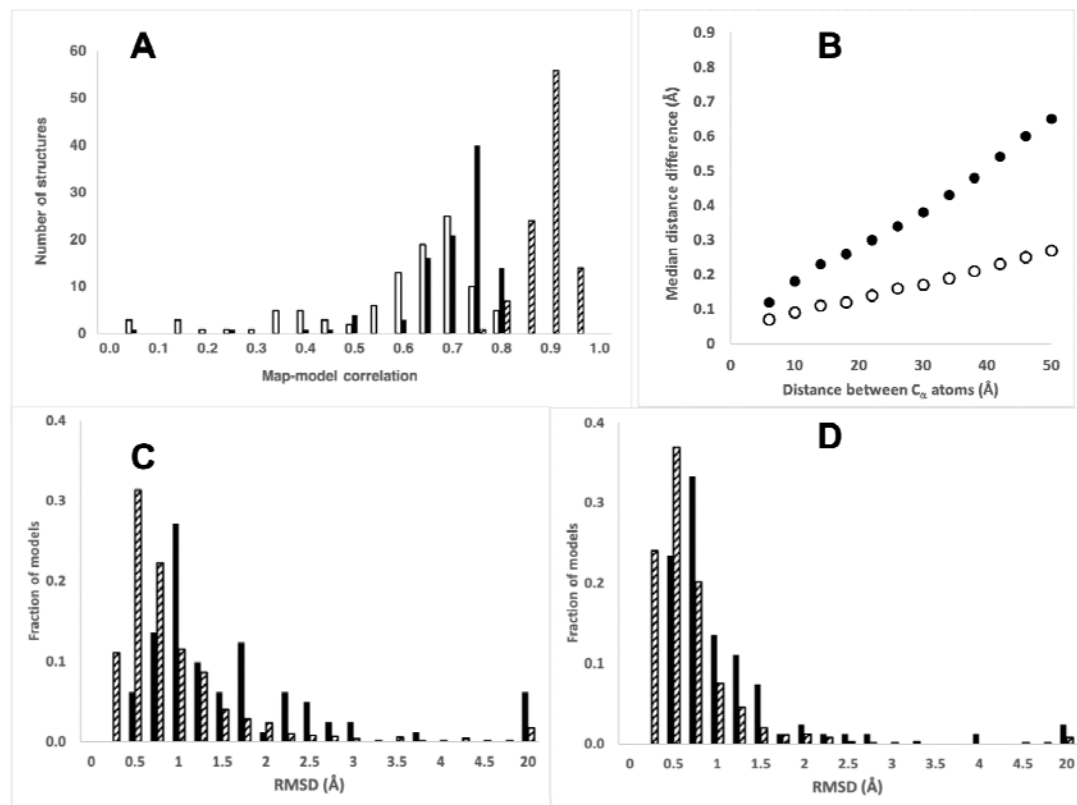 A
Number of structures
60
50
40
30
20
10
0
0.0 0.1 0.2 0.3 0.4 0.5 0.6 0.7 0.8 0.9 1.0
Map-model correlation
B
Median distance difference (Å)
0.9
0.8
0.7
0.6
0.5
0.4
0.3
0.2
0.1
0
0 10 20 30 40 50
Distance between Cα atoms (Å)
C
Fraction of models
0.4
0.3
0.2
0.1
0.0
0 0.5 1 1.5 2 2.5 3 3.5 4 4.5 20
RMSD (Å)
D
Fraction of models
0.4
0.3
0.2
0.1
0.0
0 0.5 1 1.5 2 2.5 3 3.5 4 4.5 20
RMSD (Å)